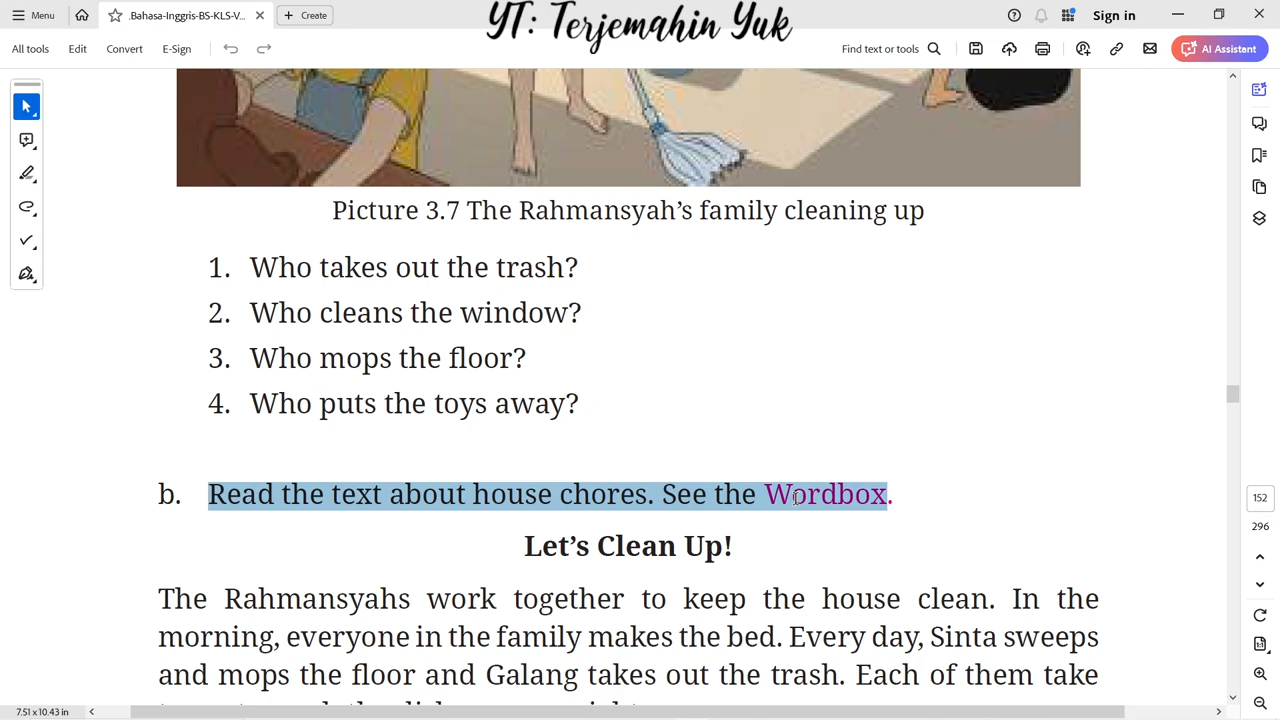 Menu
.Bahasa-Inggris-BS-KLS-V...
Create
YT: Terjemahin Yuk
Sign in
All tools
Edit
Convert
E-Sign
Find text or tools
AI Assistant
Picture 3.7 The Rahmansyah’s family cleaning up
1. Who takes out the trash?
2. Who cleans the window?
3. Who mops the floor?
4. Who puts the toys away?
b. Read the text about house chores. See the Wordbox.
Let’s Clean Up!
The Rahmansyahs work together to keep the house clean. In the
morning, everyone in the family makes the bed. Every day, Sinta sweeps
and mops the floor and Galang takes out the trash. Each of them take
152
296
7.51 x 10.43 in